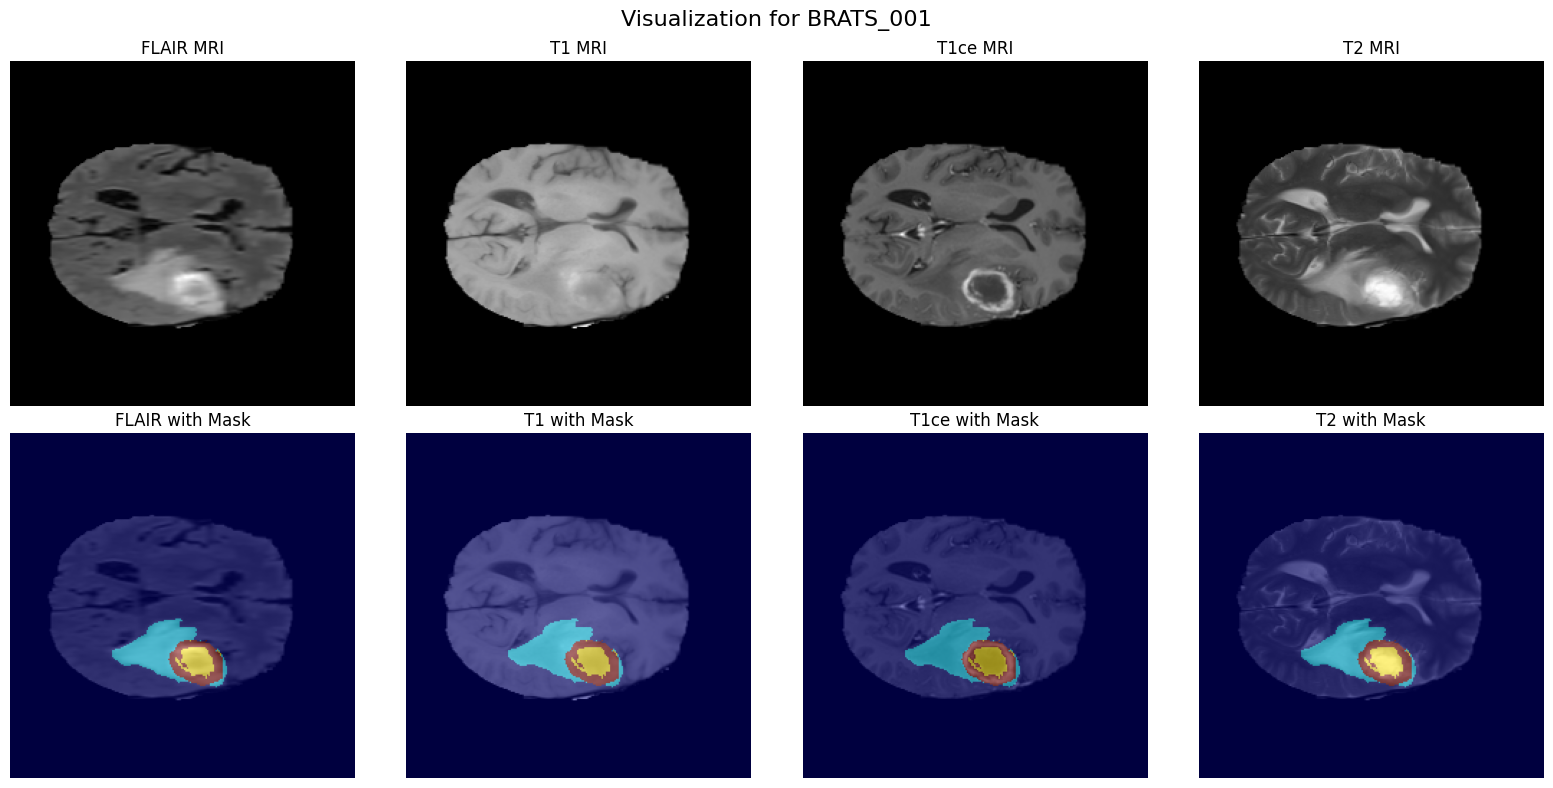 Visualization for BRATS_001
FLAIR MRI
T1 MRI
T1ce MRI
T2 MRI
FLAIR with Mask
T1 with Mask
T1ce with Mask
T2 with Mask